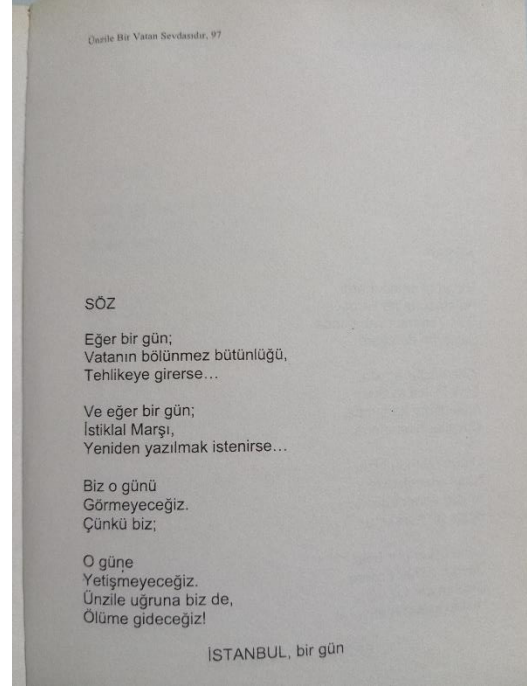 Ünzile Bir Vatan Sevdasıdır, 97
SÖZ
Eğer bir gün;
Vatanın bölünmez bütünlüğü,
Tehlikeye girerse...
Ve eğer bir gün;
İstiklal Marşı,
Yeniden yazılmak istenirse...
Biz o günü
Görmeyeceğiz.
Çünkü biz;
O güne
Yetişmeyeceğiz.
Ünzile uğruna biz de,
Ölüme gideceğiz!
İSTANBUL, bir gün